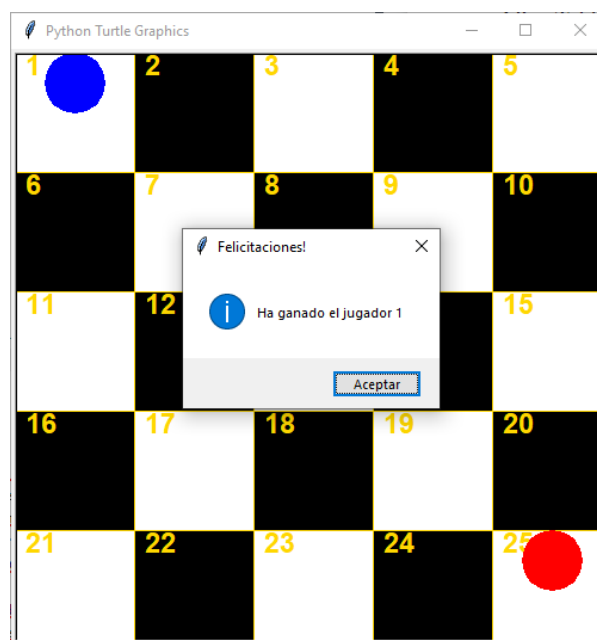 Python Turtle Graphics
1 2 3 4 5
6 7 8 9 10
Felicitaciones!
11 12 15
Ha ganado el jugador 1
Aceptar
16 17 18 19 20
21 22 23 24 25